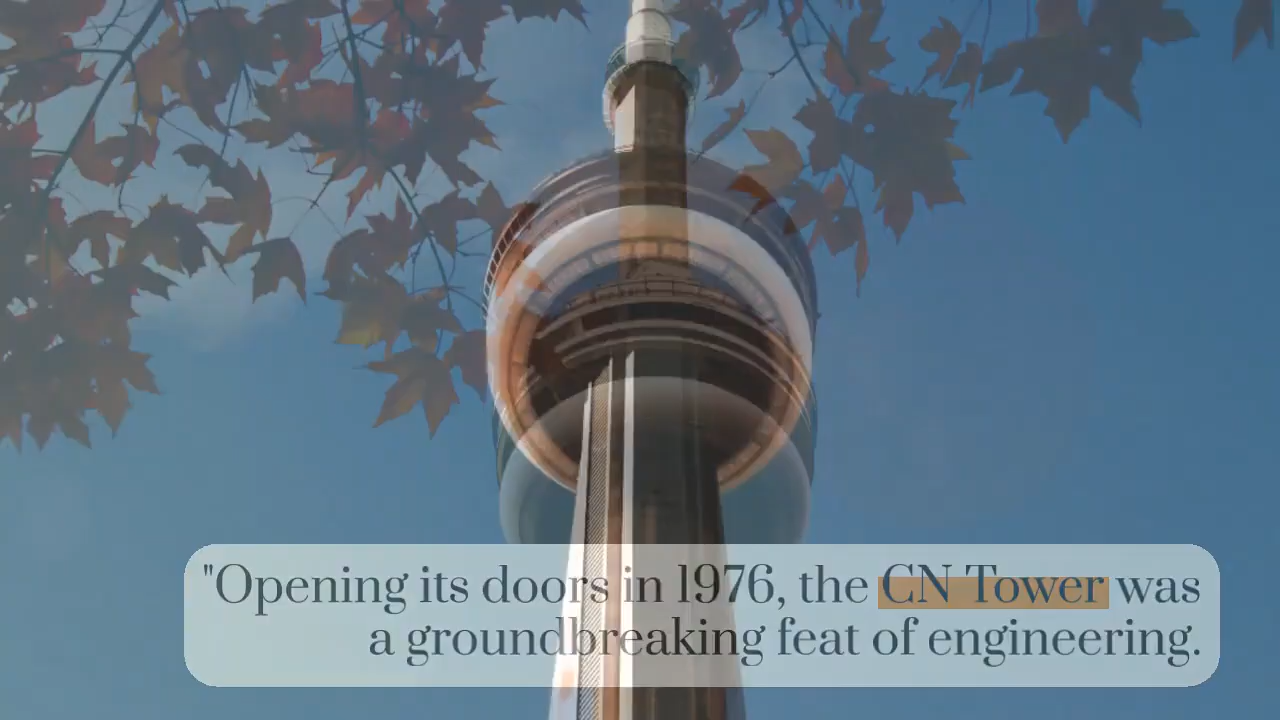 "Opening its doors in 1976, the CN Tower was
a groundbreaking feat of engineering.